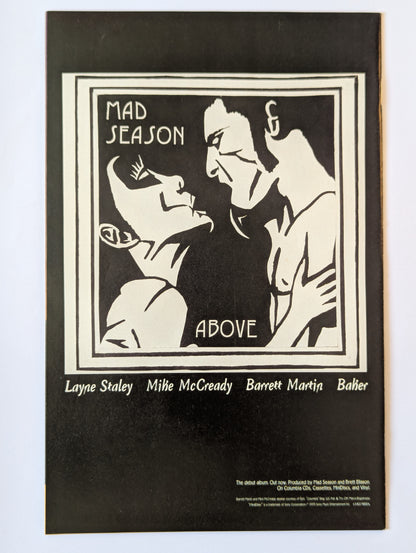 MAD
SEASON
ABOVE
Layne Staley Mike McCready Barrett Martin Baker
The debut album. Out now. Produced by Mad Season and Brett Eliason.
On Columbia CDs, Cassettes, MiniDiscs, and Vinyl.